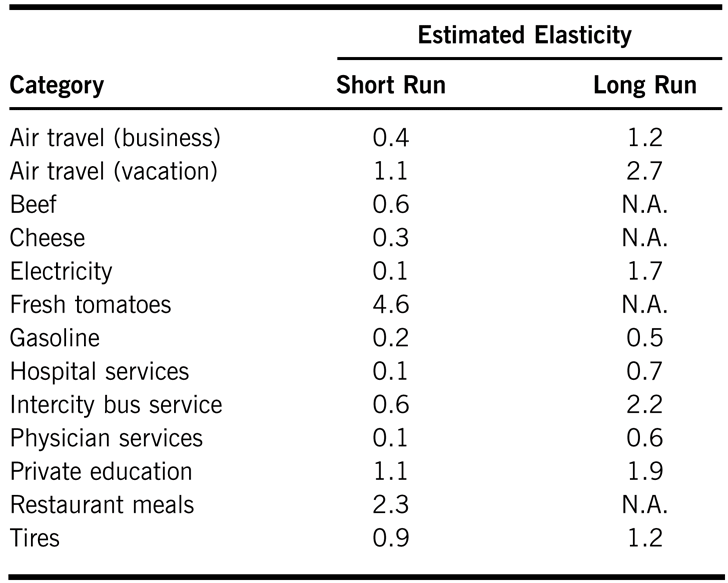 Estimated Elasticity
Category Short Run Long Run
Air travel (business) 0.4 1.2
Air travel (vacation) 1.1 2.7
Beef 0.6 N.A.
Cheese 0.3 N.A.
Electricity 0.1 1.7
Fresh tomatoes 4.6 N.A.
Gasoline 0.2 0.5
Hospital services 0.1 0.7
Intercity bus service 0.6 2.2
Physician services 0.1 0.6
Private education 1.1 1.9
Restaurant meals 2.3 N.A.
Tires 0.9 1.2